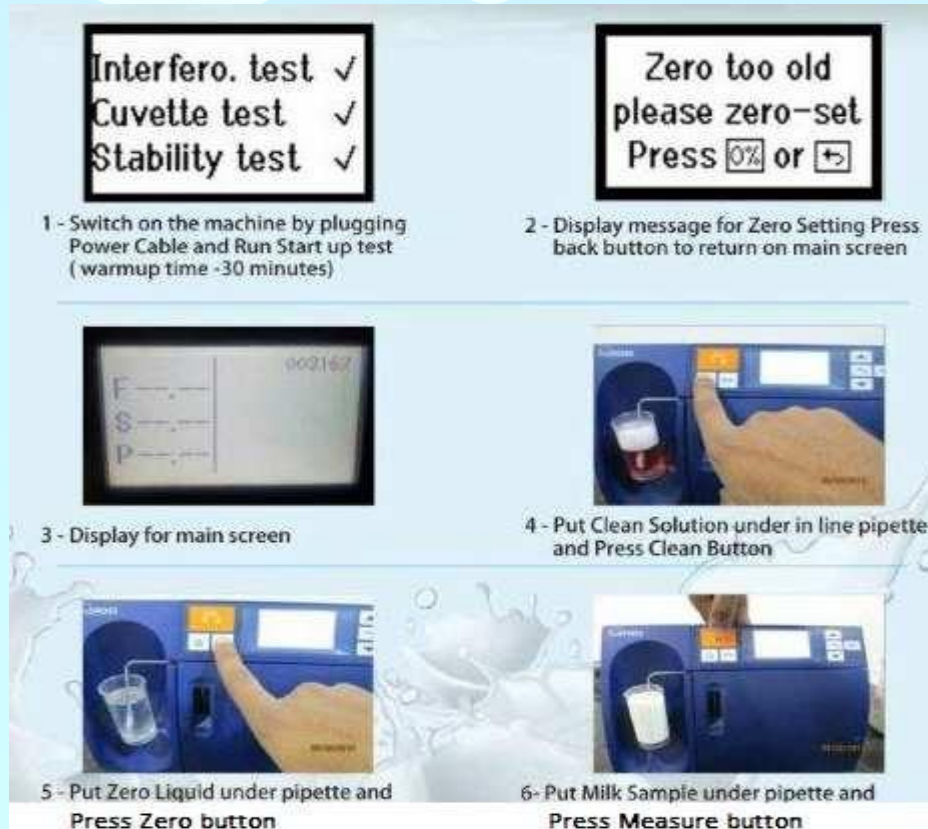 Interfero. test ✓
Cuvette test ✓
Stability test ✓
1 - Switch on the machine by plugging
Power Cable and Run Start up test
( warmup time -30 minutes)
Zero too old
please zero-set
Press 0% or ↰
2 - Display message for Zero Setting Press
back button to return on main screen
002162
F --.--
S --.--
P --.--
3 - Display for main screen
4 - Put Clean Solution under in line pipette
and Press Clean Button
5 - Put Zero Liquid under pipette and
Press Zero button
6- Put Milk Sample under pipette and
Press Measure button